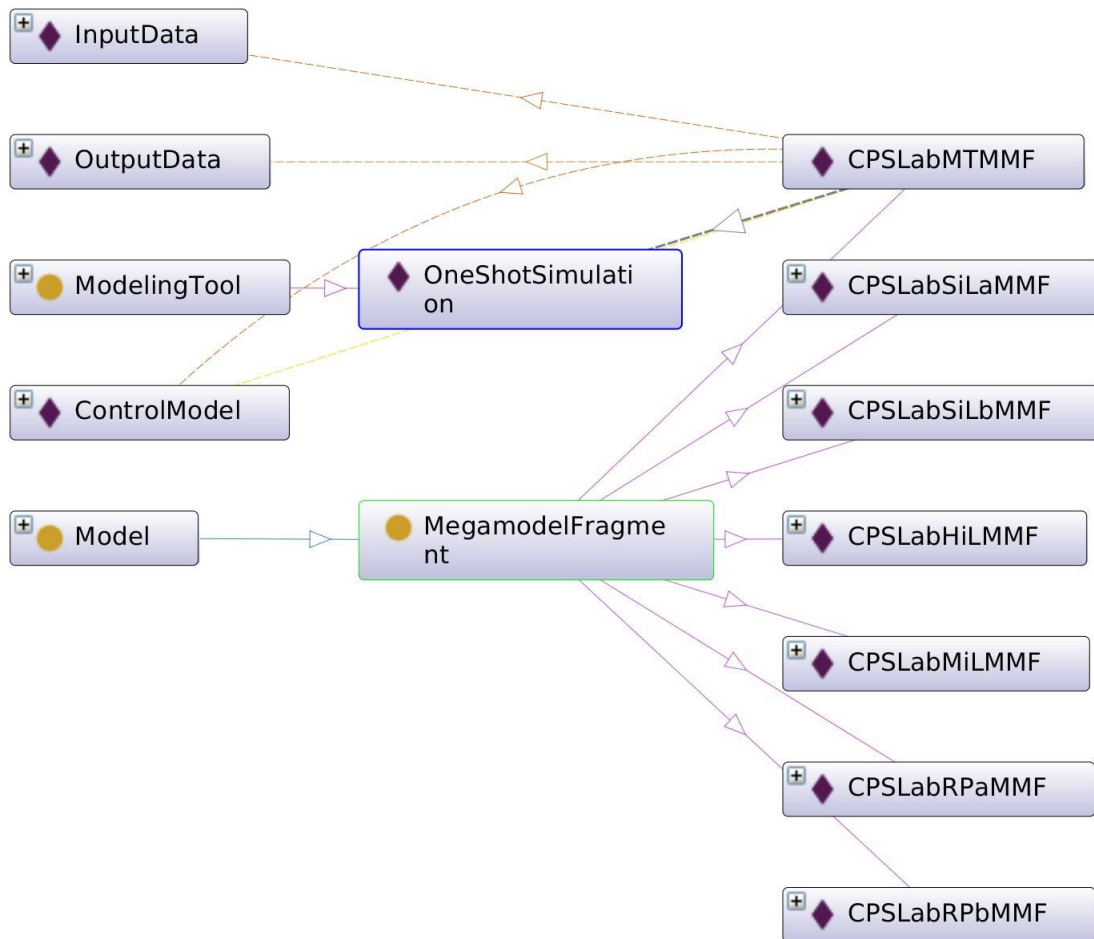 InputData
OutputData
CPSLabMTMMF
ModelingTool
OneShotSimulati
on
CPSLabSiLaMMF
ControlModel
CPSLabSiLbMMF
Model
MegamodelFragme
nt
CPSLabHiLMMF
CPSLabMiLMMF
CPSLabRPaMMF
CPSLabRPbMMF